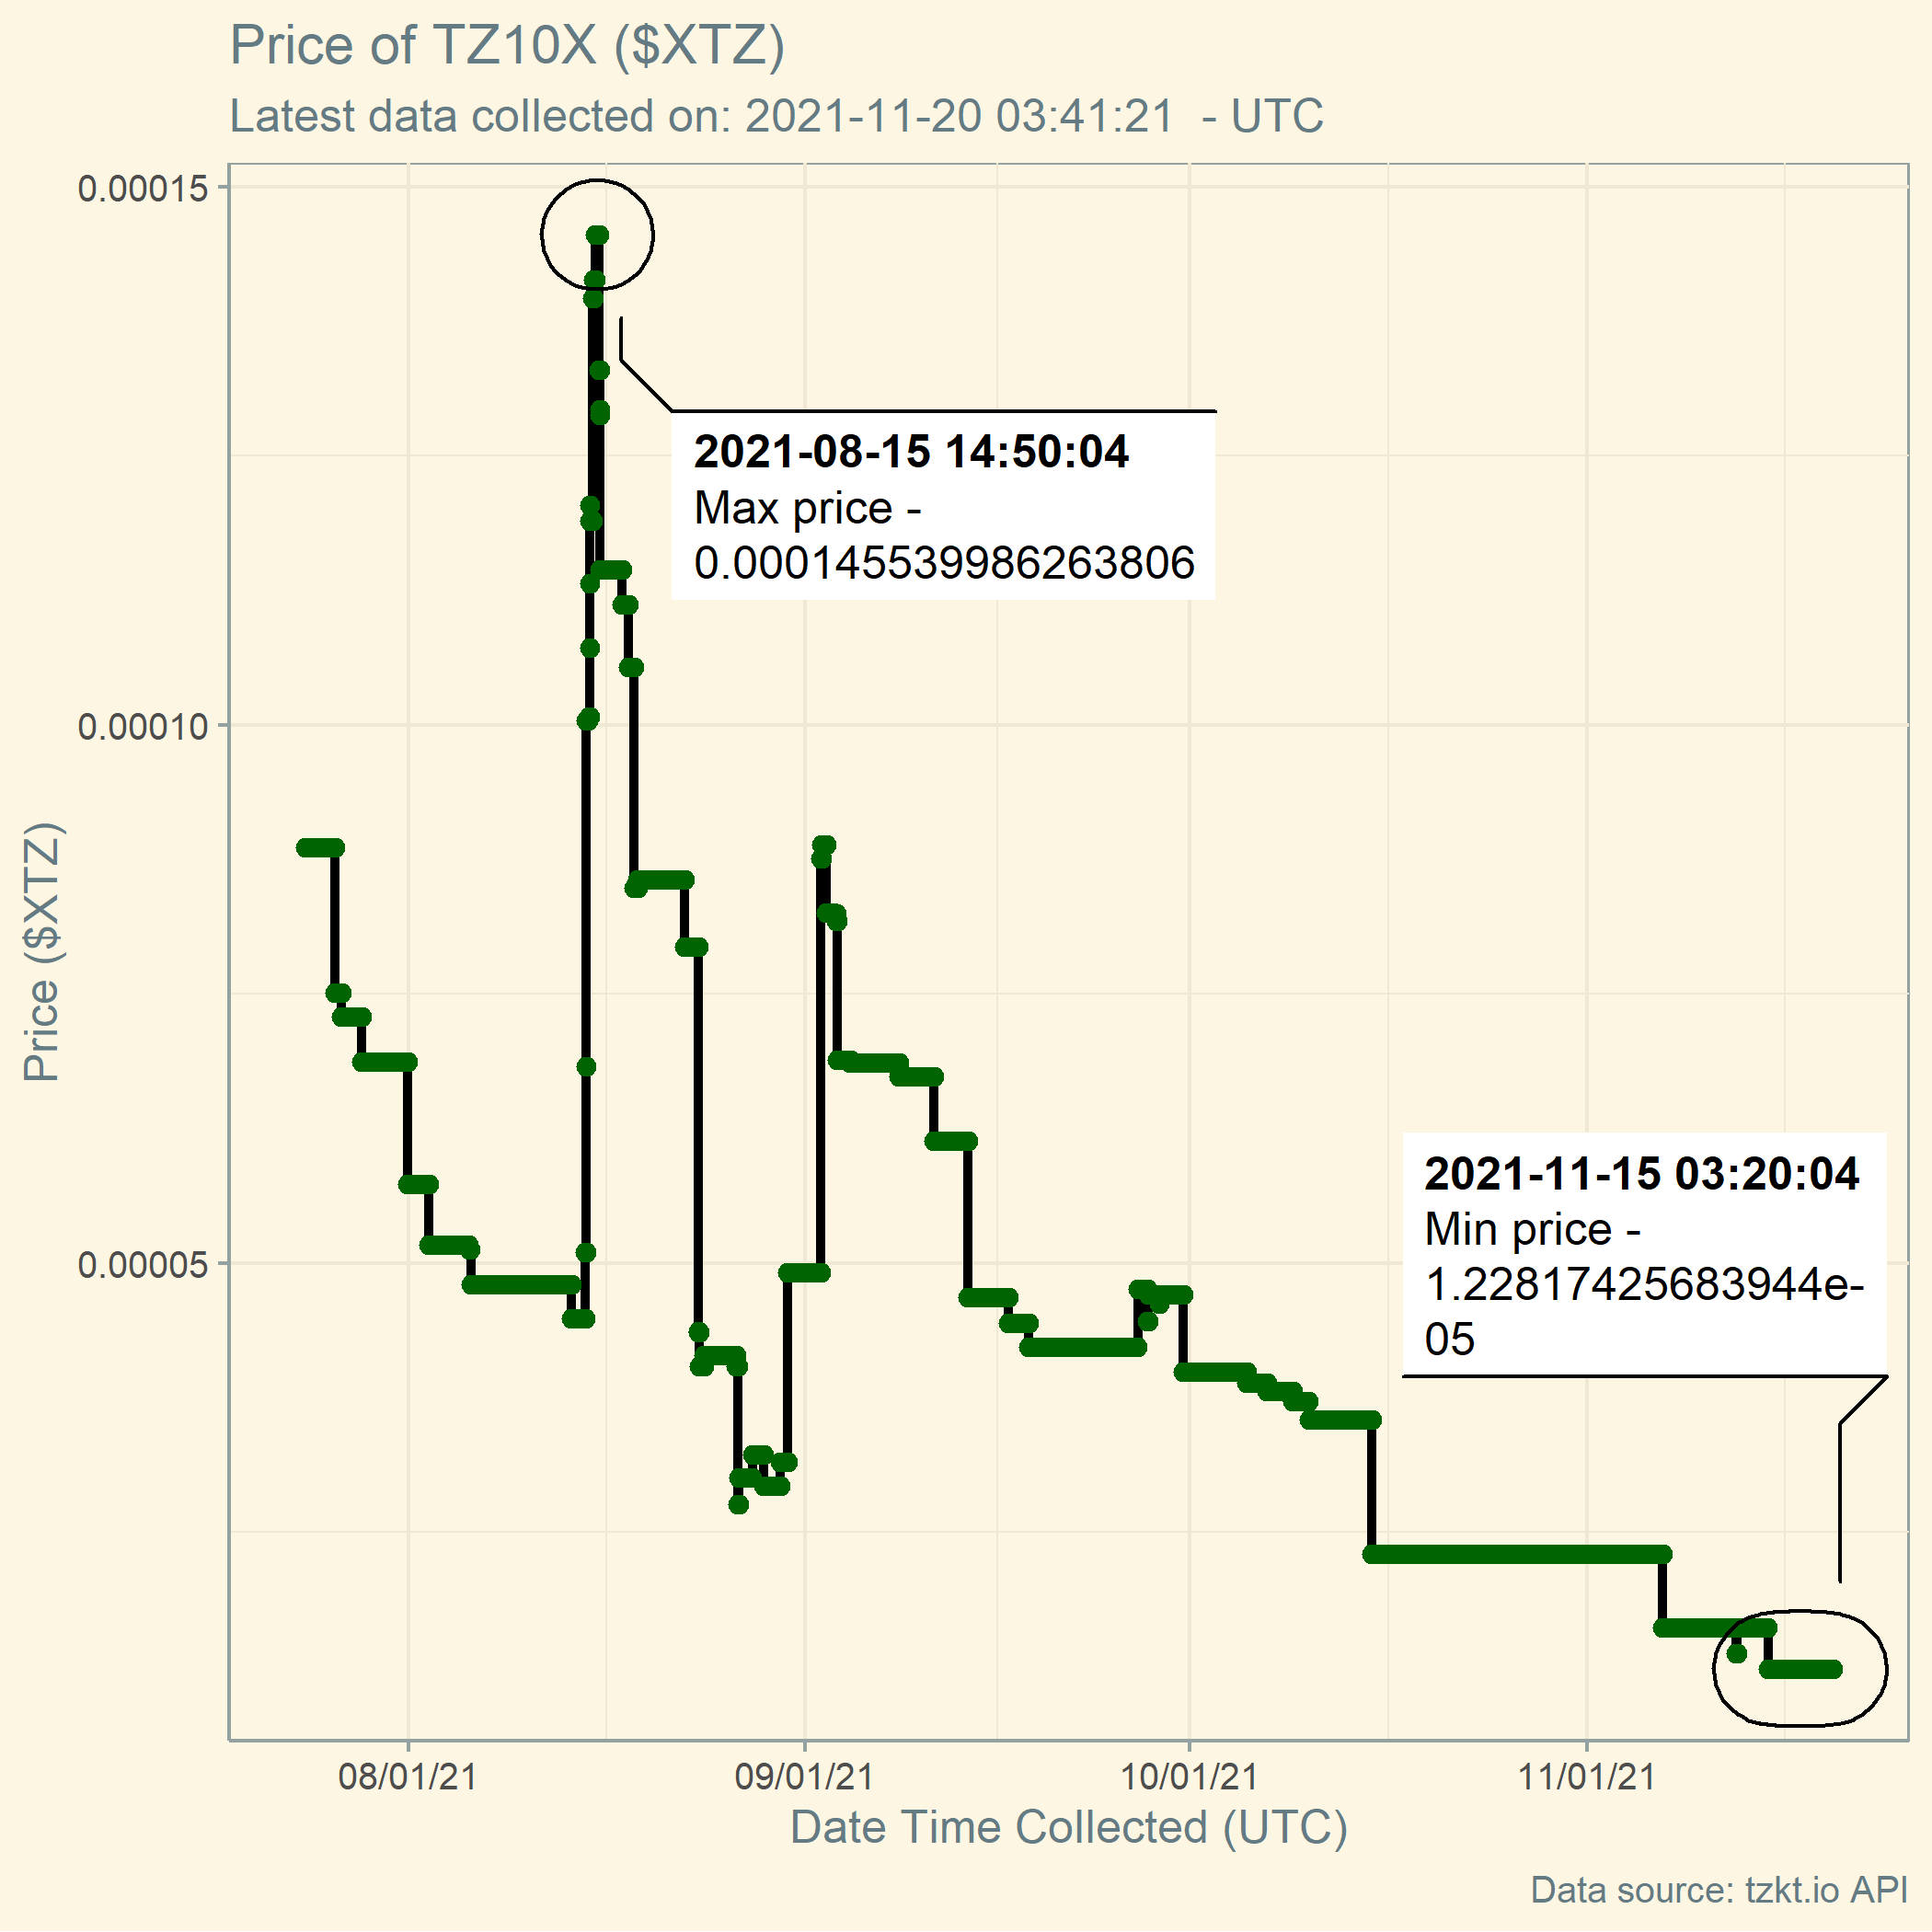 Price of TZ10X ($XTZ)
Latest data collected on: 2021-11-20 03:41:21  - UTC
0.00015
0.00010
0.00005
Price ($XTZ)
2021-08-15 14:50:04
Max price -
0.000145539986263806
2021-11-15 03:20:04
Min price -
1.22817425683944e-
05
08/01/21
09/01/21
10/01/21
11/01/21
Date Time Collected (UTC)
Data source: tzkt.io API